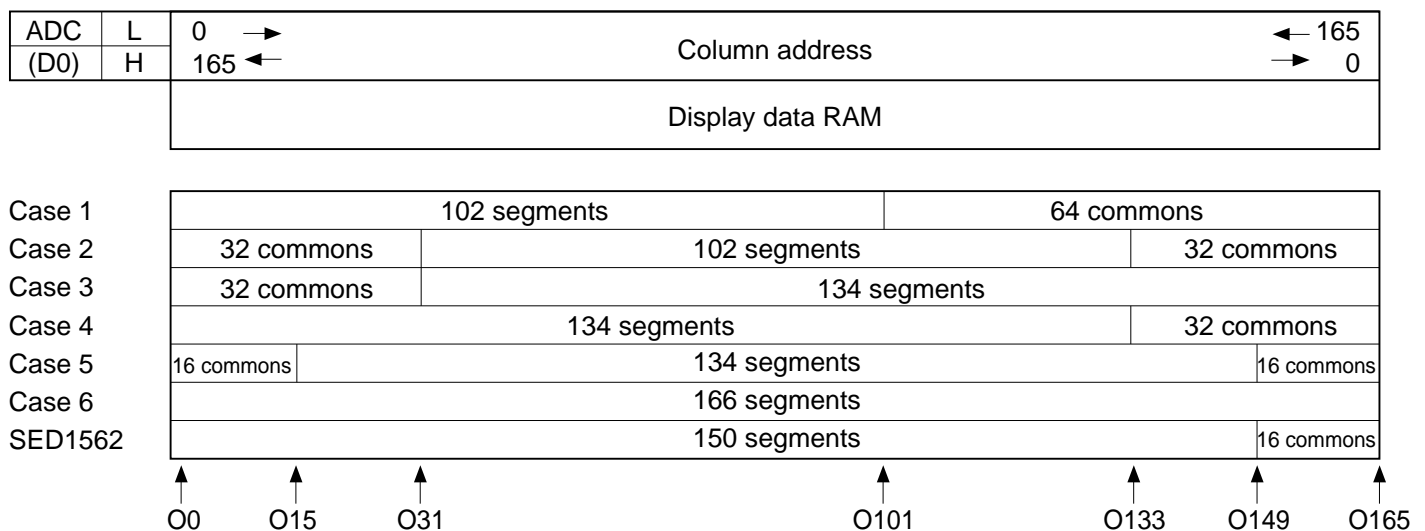 ADC L 0 Column address 165
(D0) H 165 0
Display data RAM
Case 1 102 segments 64 commons
Case 2 32 commons 102 segments 32 commons
Case 3 32 commons 134 segments
Case 4 134 segments 32 commons
Case 5 16 commons 134 segments 16 commons
Case 6 166 segments
SED1562 150 segments 16 commons
O0 O15 O31 O101 O133 O149 O165